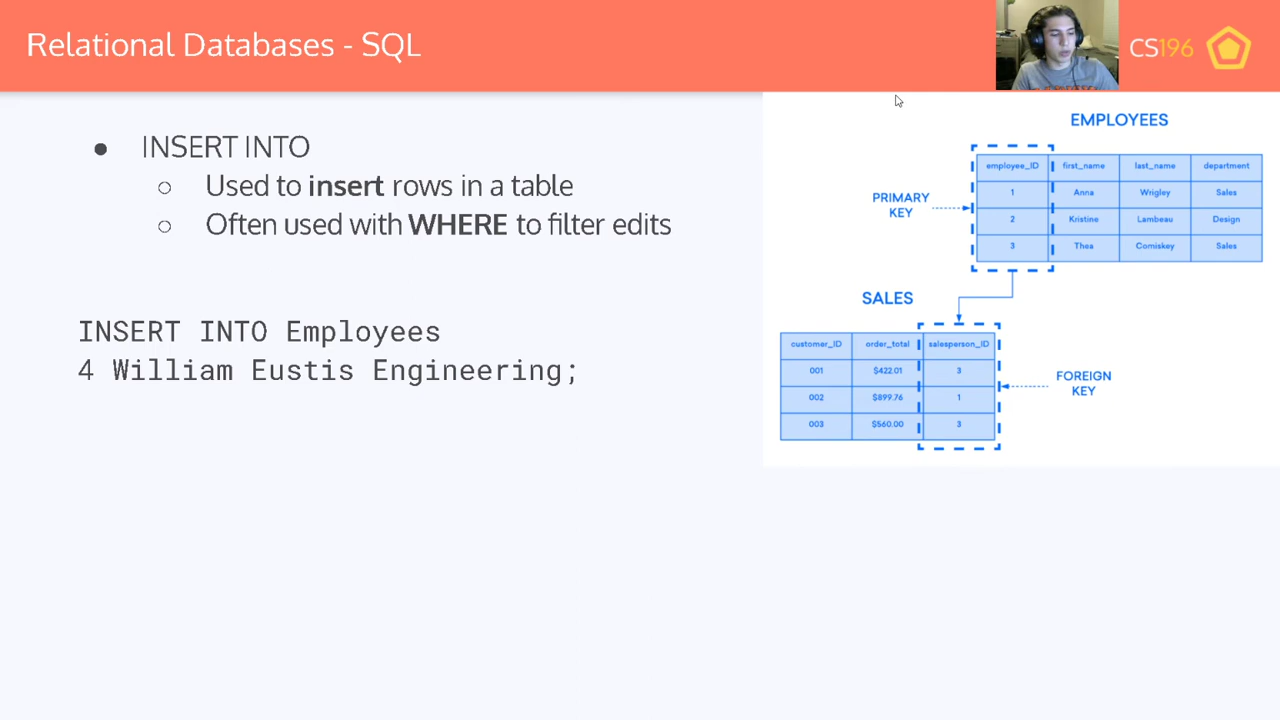 Relational Databases - SQL
CS196
● INSERT INTO
○ Used to insert rows in a table
○ Often used with WHERE to filter edits
INSERT INTO Employees
4 William Eustis Engineering;
EMPLOYEES
PRIMARY
KEY
employee_ID first_name last_name department
1 Anna Wrigley Sales
2 Kristine Lambeau Design
3 Thea Comiskey Sales
SALES
customer_ID order_total salesperson_ID
001 $422.01 3
002 $899.76 1
003 $560.00 3
FOREIGN
KEY